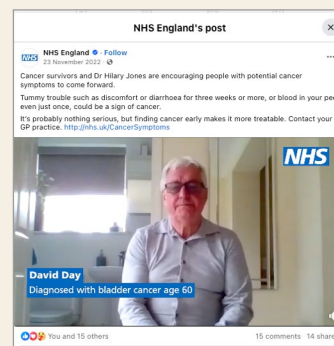 NHS England's post
NHS
NHS England · Follow
23 November 2022 ·
Cancer survivors and Dr Hilary Jones are encouraging people with potential cancer
symptoms to come forward.
Tummy trouble such as discomfort or diarrhoea for three weeks or more, or blood in your pee
even just once, could be a sign of cancer.
It's probably nothing serious, but finding cancer early makes it more treatable. Contact your
GP practice. http://nhs.uk/CancerSymptoms
NHS
David Day
Diagnosed with bladder cancer age 60
You and 15 others
15 comments 14 share